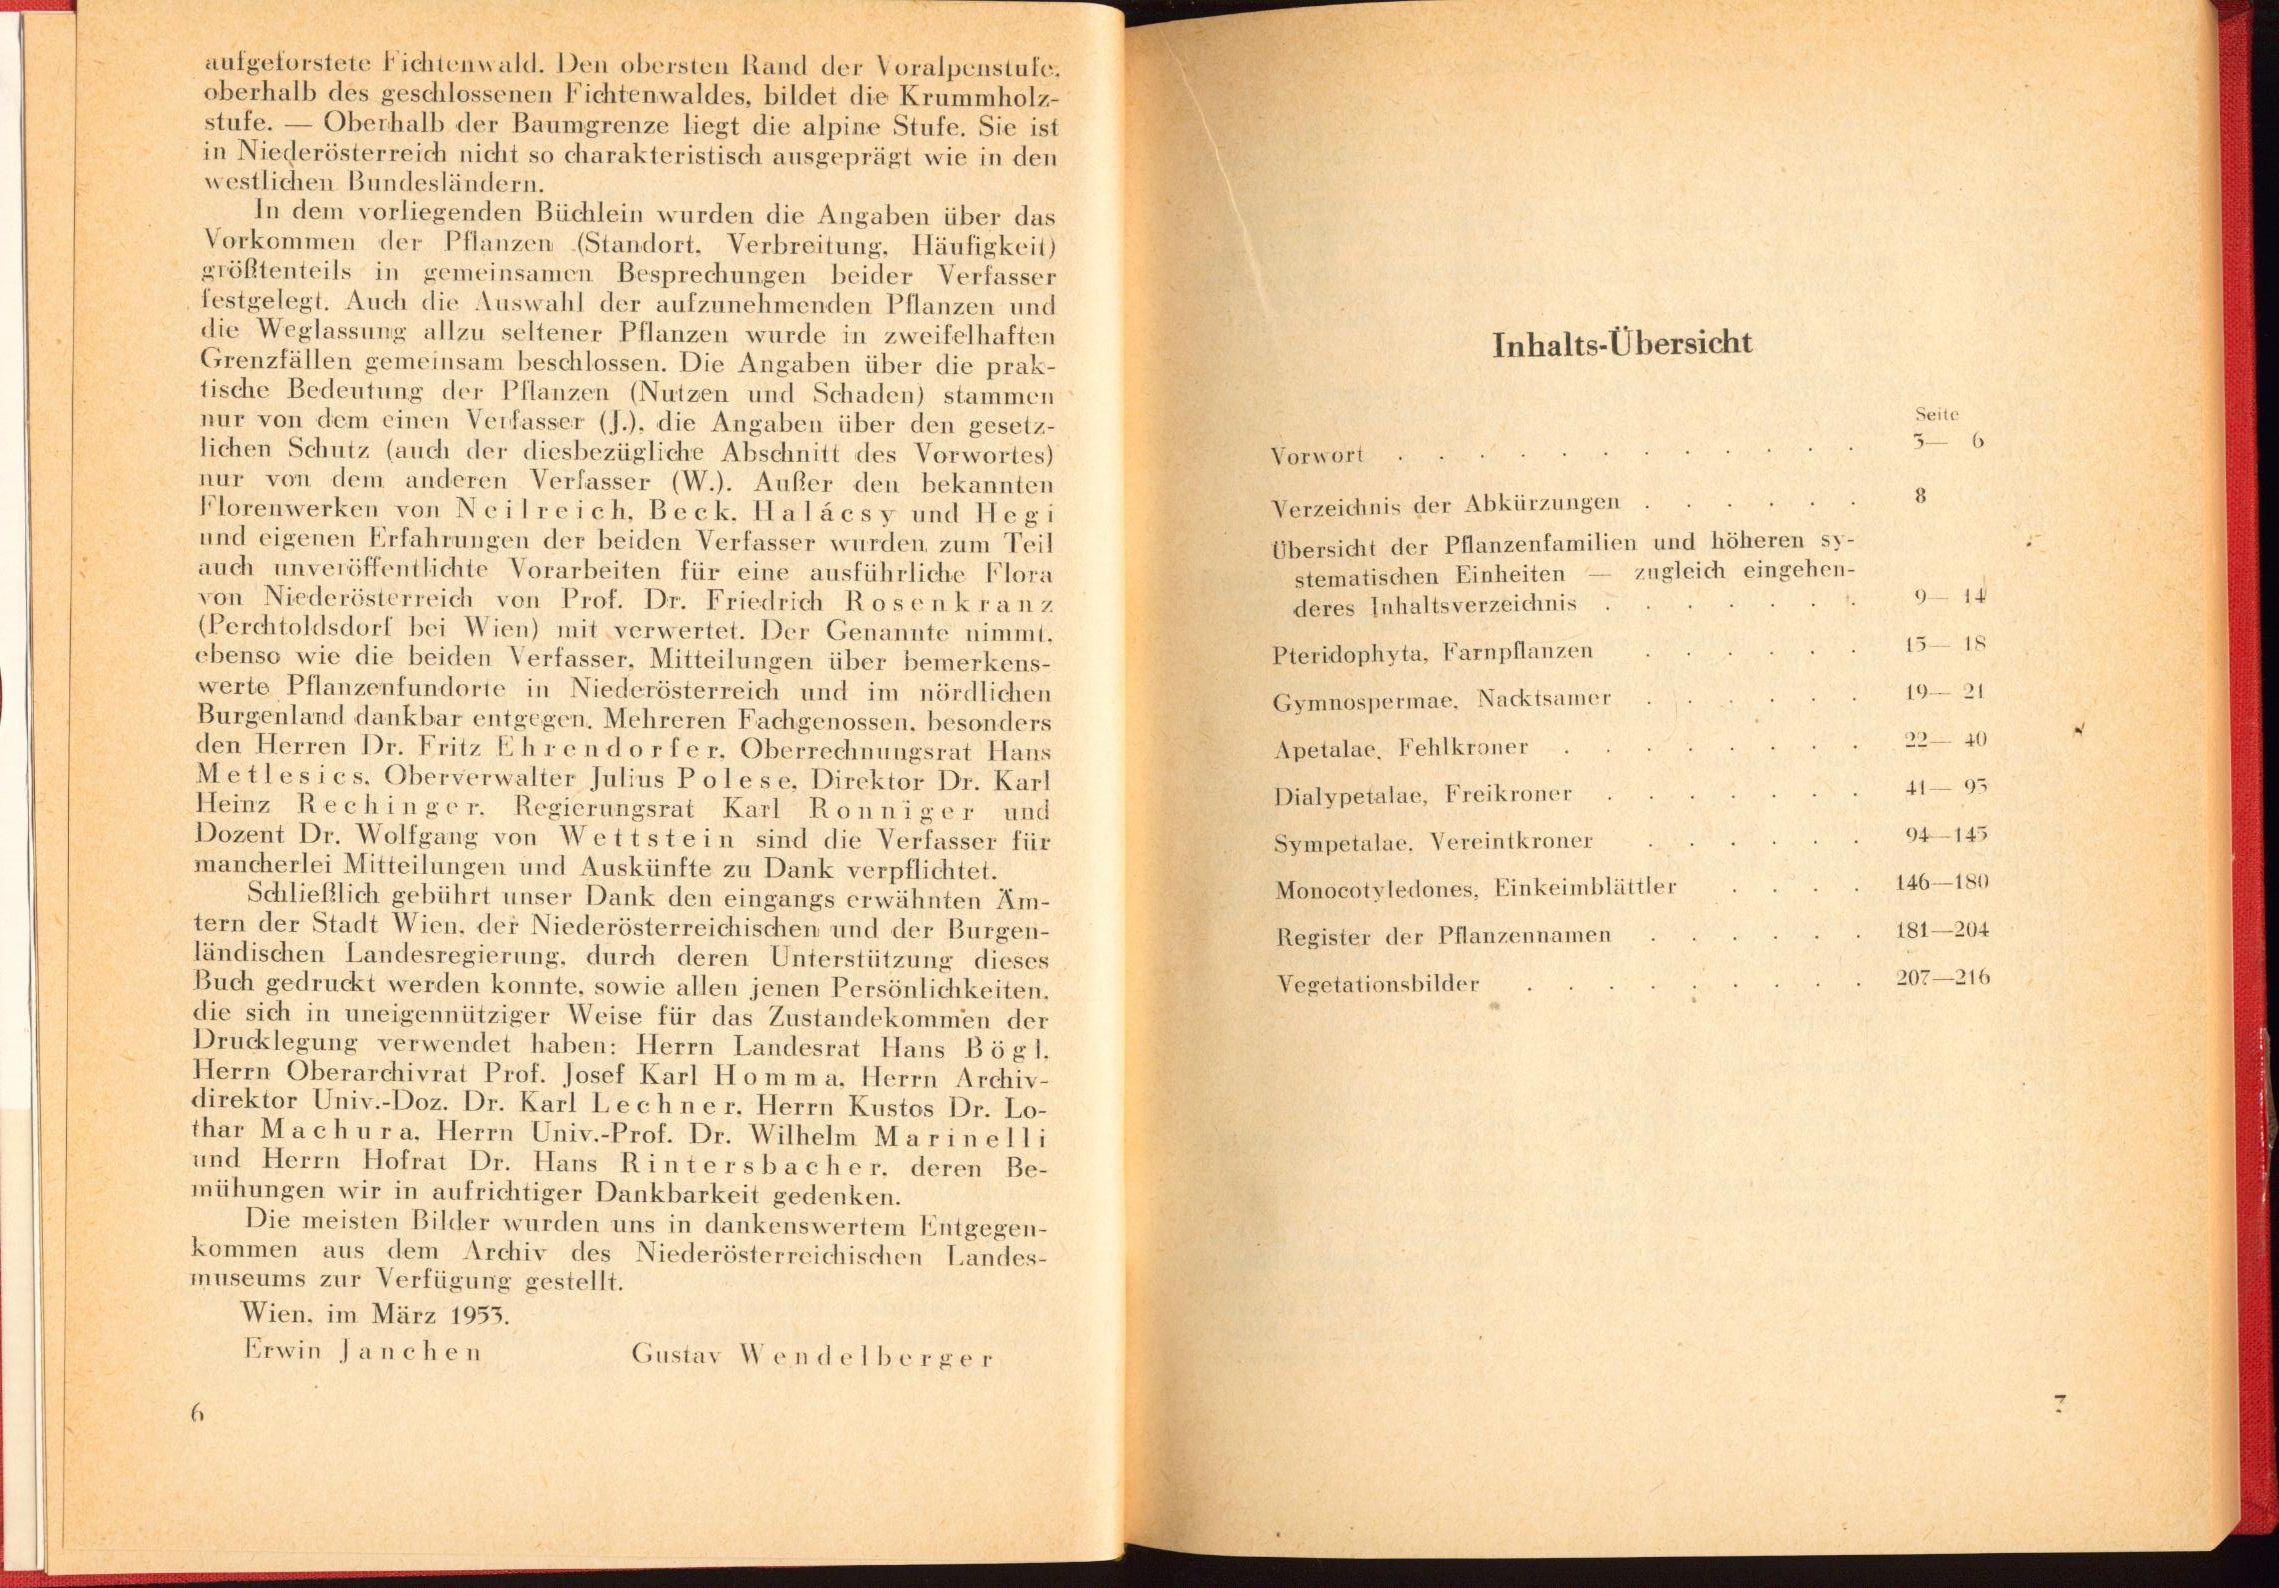 aufgeforstete Fichtenwald. Den obersten Rand der Voralpenstufe,
oberhalb des geschlossenen Fichtenwaldes, bildet die Krummholz-
stufe. — Oberhalb der Baumgrenze liegt die alpine Stufe. Sie ist
in Niederösterreich nicht so charakteristisch ausgeprägt wie in den
westlichen Bundesländern.
In dem vorliegenden Büchlein wurden die Angaben über das
Vorkommen der Pflanzen (Standort, Verbreitung, Häufigkeit)
größtenteils in gemeinsamen Besprechungen beider Verfasser
festgelegt. Auch die Auswahl der aufzunehmenden Pflanzen und
die Weglassung allzu seltener Pflanzen wurde in zweifelhaften
Grenzfällen gemeinsam beschlossen. Die Angaben über die prak-
tische Bedeutung der Pflanzen (Nutzen und Schaden) stammen
nur von dem einen Verfasser (J.), die Angaben über den gesetz-
lichen Schutz (auch der diesbezügliche Abschnitt des Vorwortes)
nur von dem anderen Verfasser (W.). Außer den bekannten
Florenwerken von Neilreich, Beck, Halácsy und Hegi
und eigenen Erfahrungen der beiden Verfasser wurden zum Teil
auch unveröffentlichte Vorarbeiten für eine ausführliche Flora
von Niederösterreich von Prof. Dr. Friedrich Rosenkranz
(Perchtoldsdorf bei Wien) mit verwertet. Der Genannte nimmt,
ebenso wie die beiden Verfasser, Mitteilungen über bemerkens-
werte Pflanzenfundorte in Niederösterreich und im nördlichen
Burgenland dankbar entgegen. Mehreren Fachgenossen, besonders
den Herren Dr. Fritz Ehrendorfer, Oberrechnungsrat Hans
Metlesics, Oberverwalter Julius Polese, Direktor Dr. Karl
Heinz Rechinger, Regierungsrat Karl Ronniger und
Dozent Dr. Wolfgang von Wettstein sind die Verfasser für
mancherlei Mitteilungen und Auskünfte zu Dank verpflichtet.
Schließlich gebührt unser Dank den eingangs erwähnten Äm-
tern der Stadt Wien, der Niederösterreichischen und der Burgen-
ländischen Landesregierung, durch deren Unterstützung dieses
Buch gedruckt werden konnte, sowie allen jenen Persönlichkeiten,
die sich in uneigennütziger Weise für das Zustandekommen der
Drucklegung verwendet haben: Herrn Landesrat Hans Bögl,
Herrn Oberarchivrat Prof. Josef Karl Homma, Herrn Archiv-
direktor Univ.-Doz. Dr. Karl Lechner, Herrn Kustos Dr. Lo-
thar Machura, Herrn Univ.-Prof. Dr. Wilhelm Marinelli
und Herrn Hofrat Dr. Hans Rintersbacher, deren Be-
mühungen wir in aufrichtiger Dankbarkeit gedenken.
Die meisten Bilder wurden uns in dankenswertem Entgegen-
kommen aus dem Archiv des Niederösterreichischen Landes-
museums zur Verfügung gestellt.
Wien, im März 1953.
Erwin Janchen Gustav Wendelberger
6
Inhalts-Übersicht
Seite
Vorwort . . . . . . . . . . . . 3— 6
Verzeichnis der Abkürzungen . . . . . . 8
Übersicht der Pflanzenfamilien und höheren sy-
stematischen Einheiten — zugleich eingehen-
deres Inhaltsverzeichnis . . . . . . . 9— 14
Pteridophyta, Farnpflanzen . . . . . . 15— 18
Gymnospermae, Nacktsamer . . . . . . 19— 21
Apetalae, Fehlkroner . . . . . . . . 22— 40
Dialypetalae, Freikroner . . . . . . . 41— 93
Sympetalae, Vereintkroner . . . . . . 94—145
Monocotyledones, Einkeimblättler . . . . 146—180
Register der Pflanzennamen . . . . . . 181—204
Vegetationsbilder . . . . . . . . . 207—216
7